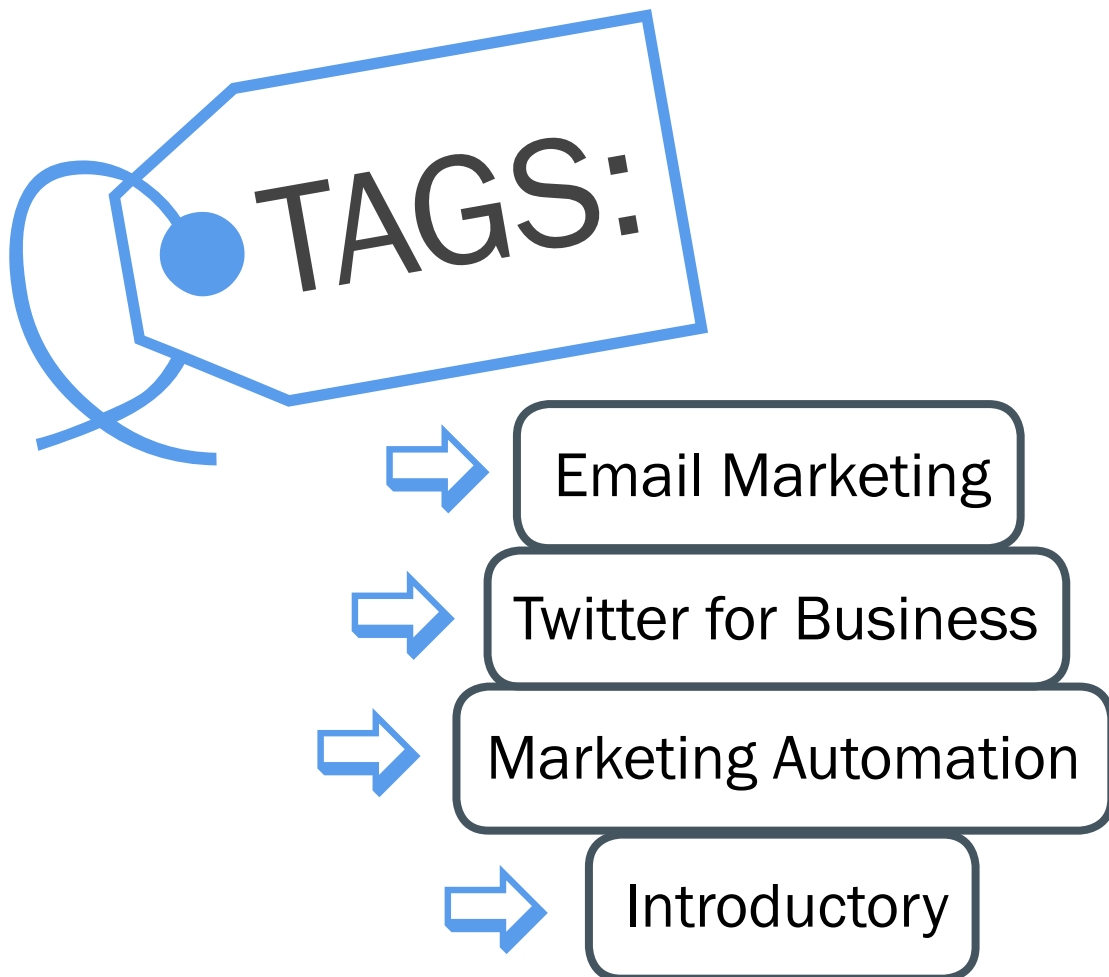 TAGS:
Email Marketing
Twitter for Business
Marketing Automation
Introductory